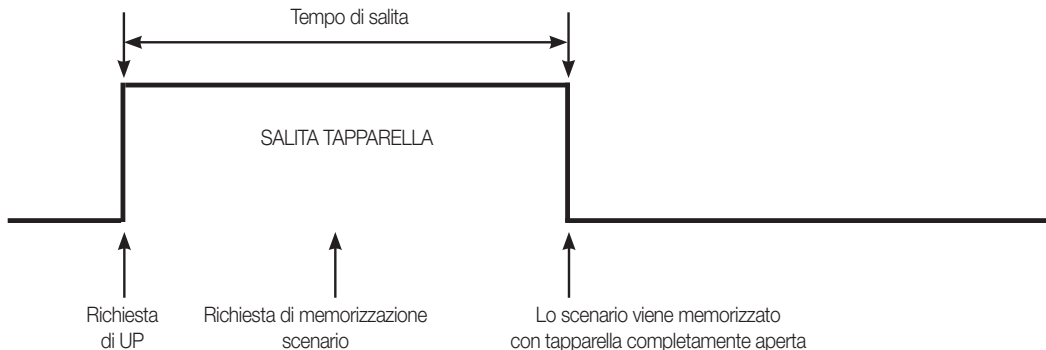 Tempo di salita
SALITA TAPPARELLA
Richiesta
di UP
Richiesta di memorizzazione
scenario
Lo scenario viene memorizzato
con tapparella completamente aperta